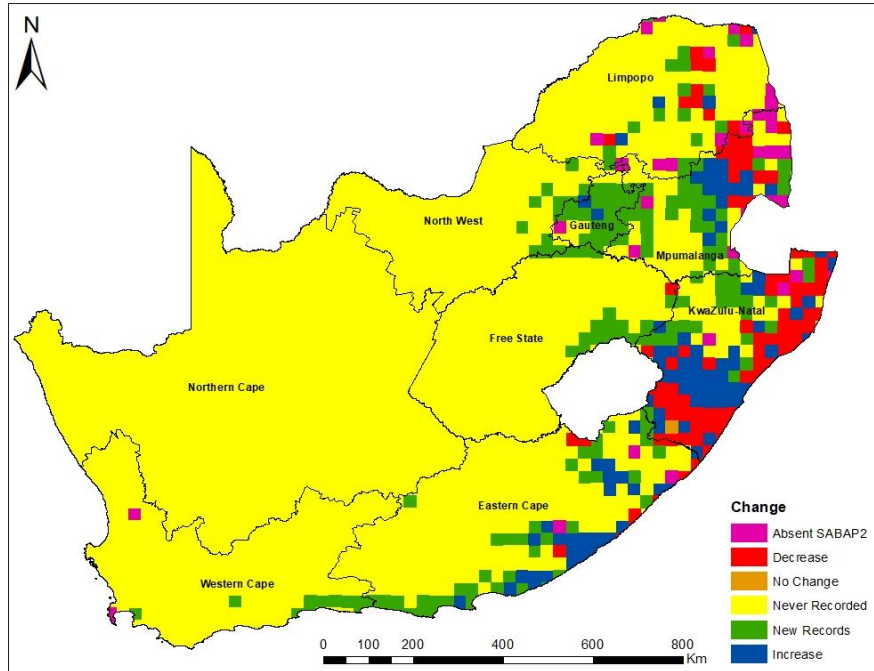 N
Limpopo
North West
Gauteng
Mpumalanga
KwaZulu-Natal
Free State
Northern Cape
Eastern Cape
Western Cape
Change
Absent SABAP2
Decrease
No Change
Never Recorded
New Records
Increase
0 100 200 400 600 800
Km